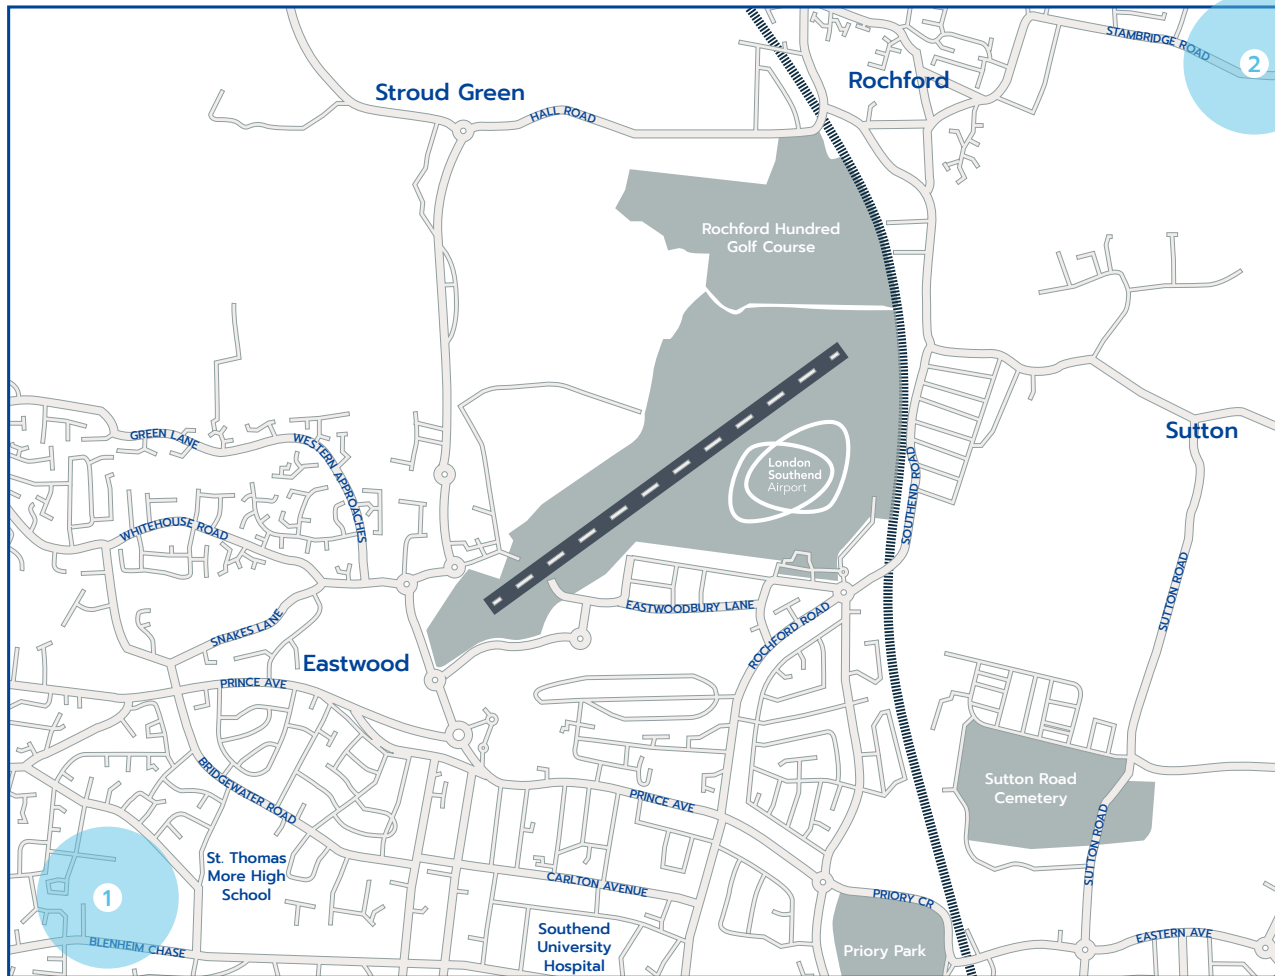 STAMBRIDGE ROAD
2
Rochford
Stroud Green
HALL ROAD
Rochford Hundred
Golf Course
Sutton
GREEN LANE
WESTERN APPROACHES
London
Southend
Airport
SOUTHEND ROAD
WHITEHOUSE ROAD
SUTTON ROAD
EASTWOODBURY LANE
ROCHFORD ROAD
SNAKES LANE
Eastwood
PRINCE AVE
BRIDGEWATER ROAD
PRINCE AVE
Sutton Road
Cemetery
SUTTON ROAD
St. Thomas
More High
School
CARLTON AVENUE
PRIORY CR
1
BLENHEIM CHASE
Southend
University
Hospital
Priory Park
EASTERN AVE